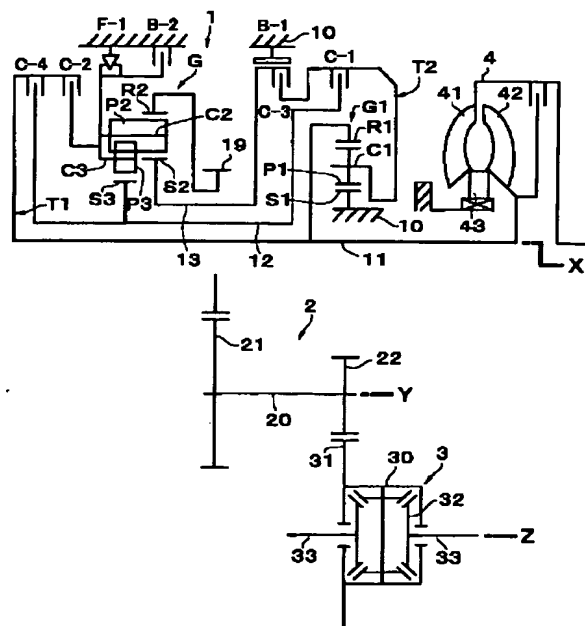 F-1 B-2 1 B-1 10 C-1
C-4 C-2 G T2 4
R2 C-3 41 42
P2 C2 G1
R1
19 C1
C3 S2 P1
S3 P3 S1
T1 10 43
13 12 11 X
2
21 22
Y
20
31 30 3
32
Z
33 33